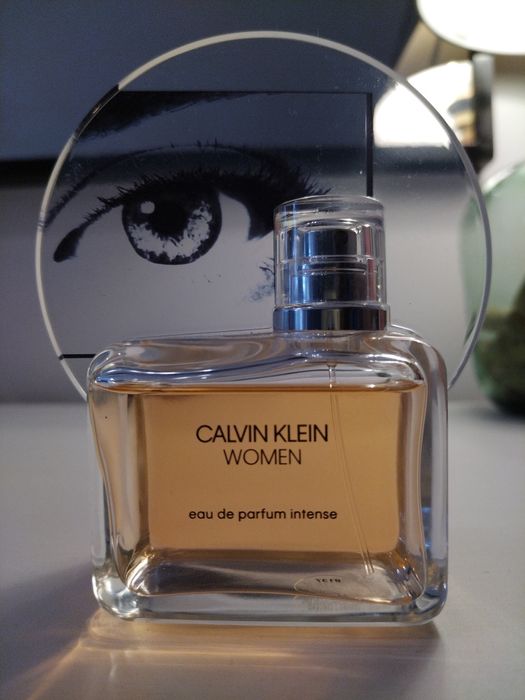 CALVIN KLEIN
WOMEN
eau de parfum intense